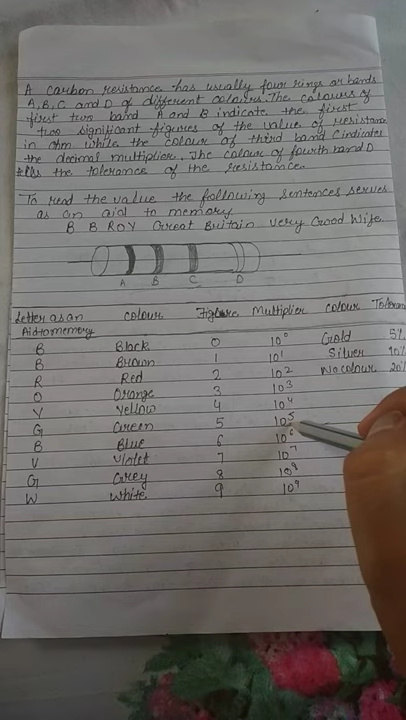 A carbon resistance has usually four rings or bands
A, B, C and D of different colours. The colours of
first two band A and B indicate the first
two significant figures of the value of resistance
in ohm while the colour of third band C indicates
the decimal multiplier. The colour of fourth band D
tells the tolerance of the resistance.
To read the value the following sentences serves
as an aid to memory
B B ROY Great Britain Very Good Wife.
A B C D
Letter as an Aid to memory colour Figure Multiplier colour Toleran
B Black 0 10⁰ Gold 5%
B Brown 1 10¹ Silver 10%
R Red 2 10² No colour 20%
O Orange 3 10³
Y Yellow 4 10⁴
G Green 5 10⁵
B Blue 6 10⁶
V Violet 7 10⁷
G Grey 8 10⁸
W White 9 10⁹